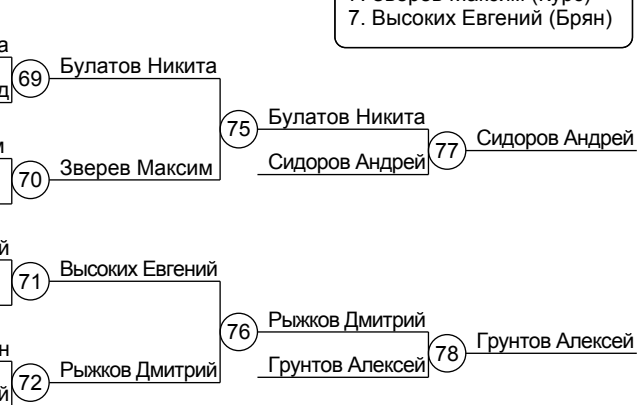 7. Высоких Евгений (Брян)
69
Булатов Никита
75
Булатов Никита
Сидоров Андрей
77
Сидоров Андрей
70
Зверев Максим
71
Высоких Евгений
76
Рыжков Дмитрий
Грунтов Алексей
78
Грунтов Алексей
72
Рыжков Дмитрий